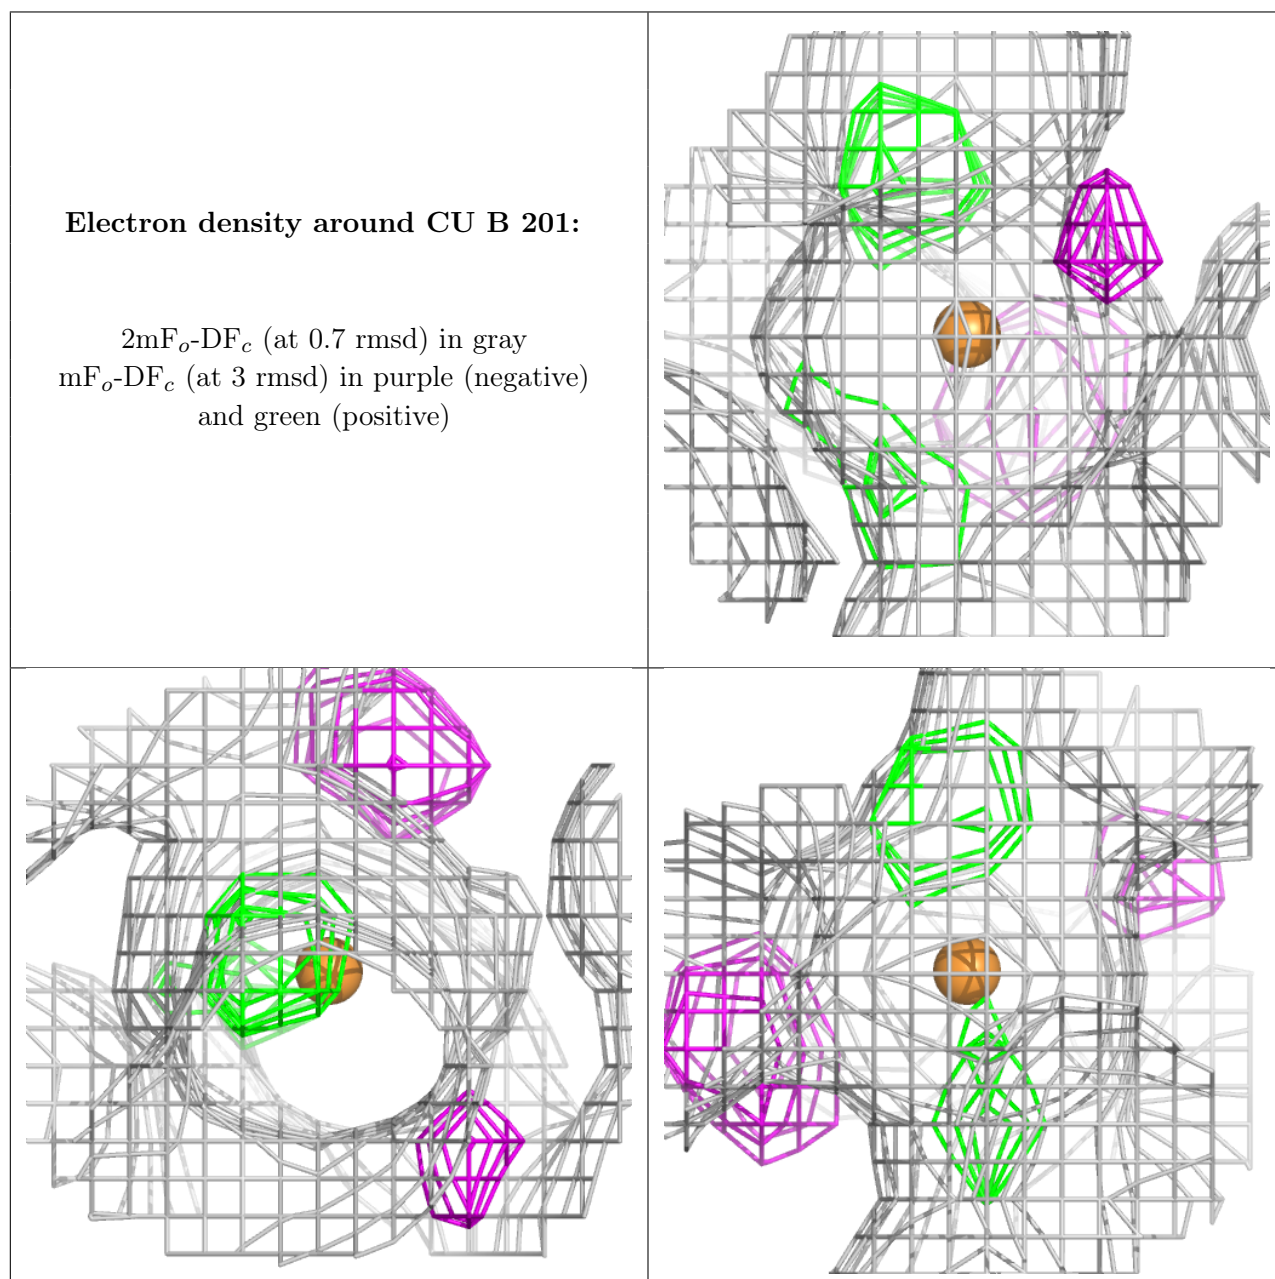 Electron density around CU B 201:
2mFₒ-DF𝒸 (at 0.7 rmsd) in gray
mFₒ-DF𝒸 (at 3 rmsd) in purple (negative)
and green (positive)